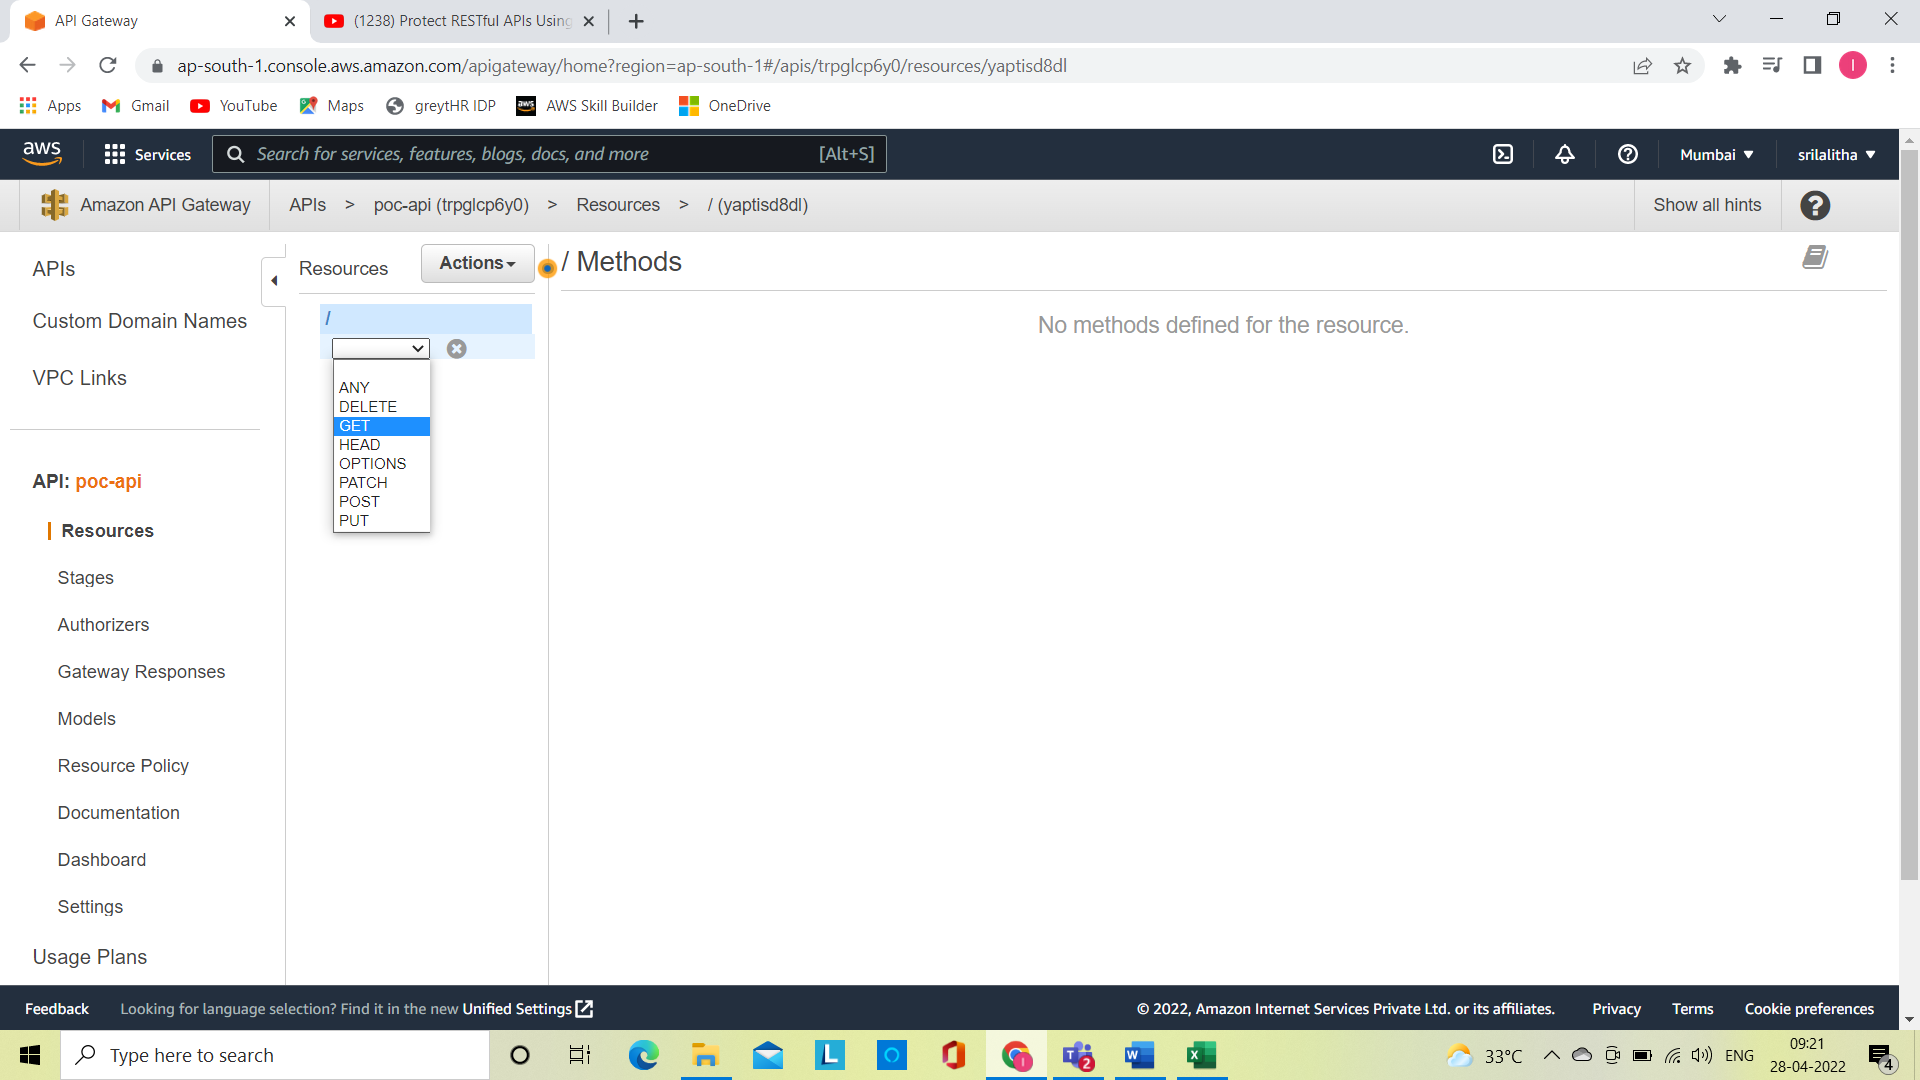 API Gateway
(1238) Protect RESTful APIs Using
ap-south-1.console.aws.amazon.com/apigateway/home?region=ap-south-1#/apis/trpglcp6y0/resources/yaptisd8dl
I
Apps
Gmail
YouTube
Maps
greytHR IDP
aws
AWS Skill Builder
OneDrive
aws
Services
Search for services, features, blogs, docs, and more
[Alt+S]
Mumbai
srilalitha
Amazon API Gateway
APIs > poc-api (trpglcp6y0) > Resources > / (yaptisd8dl)
Show all hints
APIs
Custom Domain Names
VPC Links
API: poc-api
Resources
Stages
Authorizers
Gateway Responses
Models
Resource Policy
Documentation
Dashboard
Settings
Usage Plans
Resources
Actions
/
ANY
DELETE
GET
HEAD
OPTIONS
PATCH
POST
PUT
/ Methods
No methods defined for the resource.
Feedback
Looking for language selection? Find it in the new Unified Settings
© 2022, Amazon Internet Services Private Ltd. or its affiliates.
Privacy
Terms
Cookie preferences
Type here to search
L
O
I
T
2
W
X
33°C
ENG
09:21
28-04-2022
4